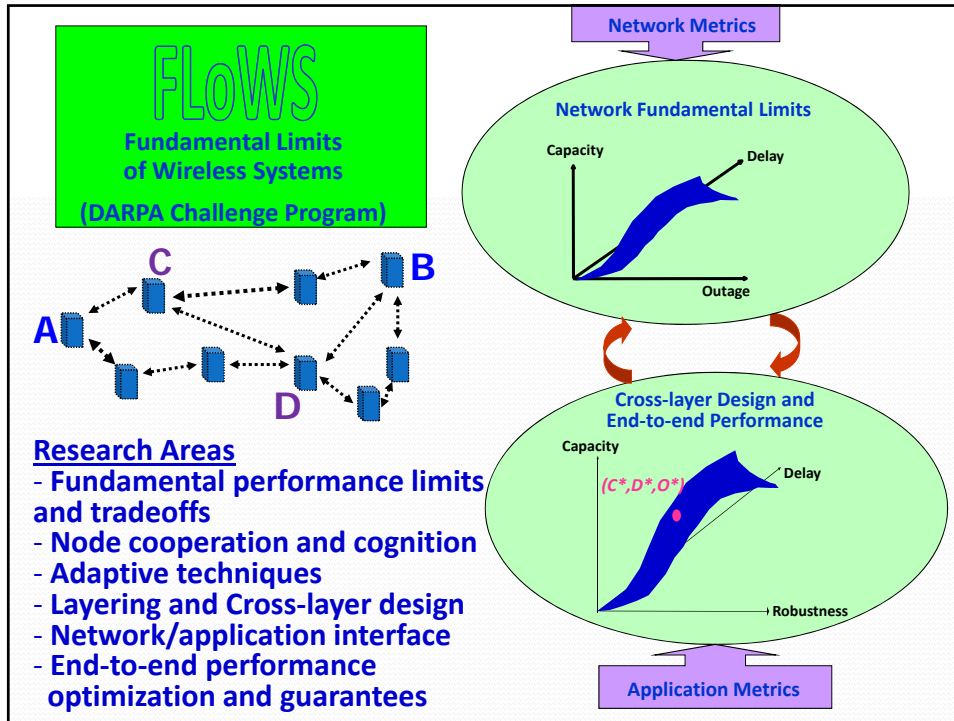 FLoWS
Fundamental Limits
of Wireless Systems
(DARPA Challenge Program)
C
B
A
D
Research Areas
- Fundamental performance limits
and tradeoffs
- Node cooperation and cognition
- Adaptive techniques
- Layering and Cross-layer design
- Network/application interface
- End-to-end performance
optimization and guarantees
Network Metrics
Network Fundamental Limits
Capacity
Delay
Outage
Cross-layer Design and
End-to-end Performance
Capacity
Delay
(C*,D*,O*)
Robustness
Application Metrics